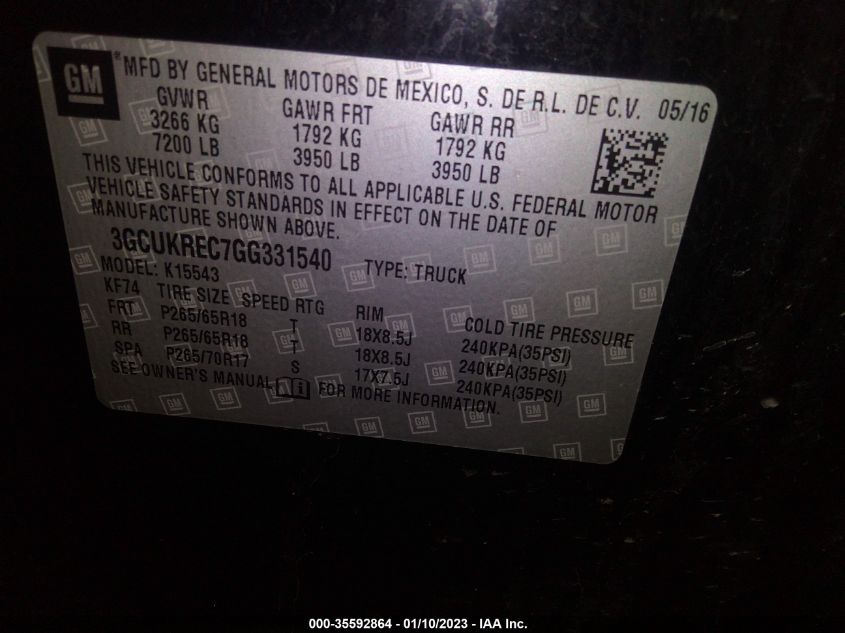 GM ® MFD BY GENERAL MOTORS DE MEXICO, S. DE R.L. DE C.V. 05/16
GVWR GAWR FRT GAWR RR
3266 KG 1792 KG 1792 KG
7200 LB 3950 LB 3950 LB
THIS VEHICLE CONFORMS TO ALL APPLICABLE U.S. FEDERAL MOTOR
VEHICLE SAFETY STANDARDS IN EFFECT ON THE DATE OF
MANUFACTURE SHOWN ABOVE.
3GCUKREC7GG331540 TYPE: TRUCK
MODEL: K15543
KF74 TIRE SIZE SPEED RTG RIM COLD TIRE PRESSURE
FRT P265/65R18 T 18X8.5J 240KPA(35PSI)
RR P265/65R18 T 18X8.5J 240KPA(35PSI)
SPA P265/70R17 S 17X7.5J 240KPA(35PSI)
SEE OWNER'S MANUAL i FOR MORE INFORMATION.
000-35592864 - 01/10/2023 - IAA Inc.